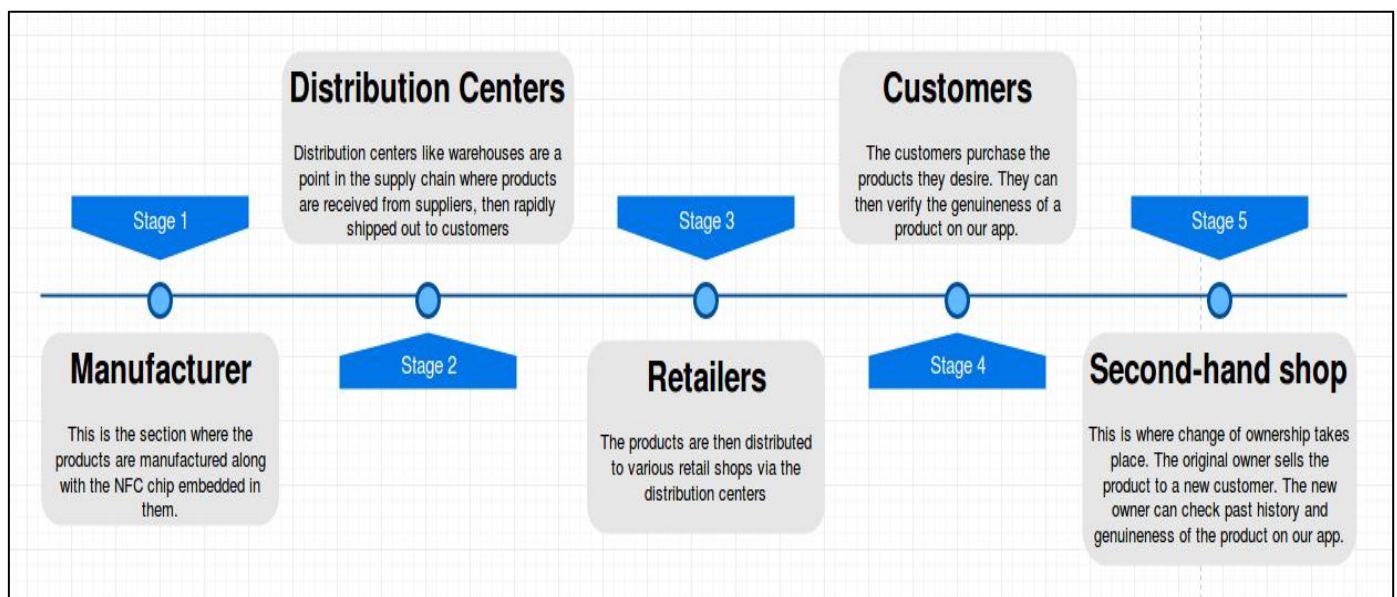 Stage 1
Manufacturer
This is the section where the
products are manufactured along
with the NFC chip embedded in
them.
Distribution Centers
Distribution centers like warehouses are a
point in the supply chain where products
are received from suppliers, then rapidly
shipped out to customers
Stage 2
Stage 3
Retailers
The products are then distributed
to various retail shops via the
distribution centers
Customers
The customers purchase the
products they desire. They can
then verify the genuineness of a
product on our app.
Stage 4
Stage 5
Second-hand shop
This is where change of ownership takes
place. The original owner sells the
product to a new customer. The new
owner can check past history and
genuineness of the product on our app.